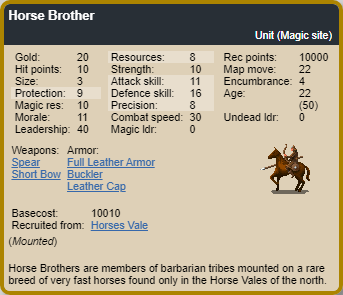 Horse Brother
Unit (Magic site)
Gold: 20 Resources: 8 Rec points: 10000
Hit points: 10 Strength: 10 Map move: 22
Size: 3 Attack skill: 11 Encumbrance: 4
Protection: 9 Defence skill: 16 Age: 22
Magic res: 10 Precision: 8 (50)
Morale: 11 Combat speed: 30 Undead ldr: 0
Leadership: 40 Magic ldr: 0
Weapons: Armor:
Spear Full Leather Armor
Short Bow Buckler
Leather Cap
Basecost: 10010
Recruited from: Horses Vale
(Mounted)
Horse Brothers are members of barbarian tribes mounted on a rare
breed of very fast horses found only in the Horse Vales of the north.